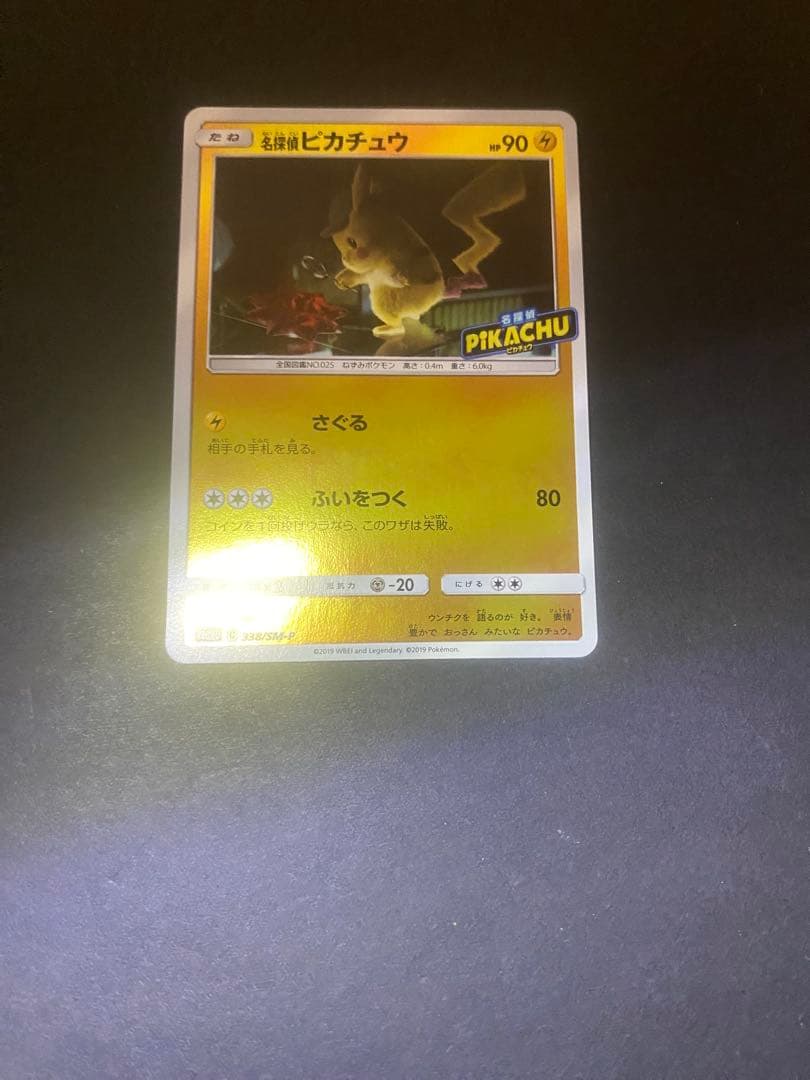 たね 名探偵ピカチュウ HP 90
名探偵
PiKACHU
ピカチュウ
全国図鑑NO.025 ねずみポケモン 高さ：0.4m 重さ：6.0kg
さぐる
相手の手札を見る。
ふいをつく 80
コインを1回投げウラなら、このワザは失敗。
抵抗力 -20 にげる
ウンチクを 語るのが 好き。 表情
豊かで おっさん みたいな ピカチュウ。
338/SM-P
©2019 WBEI and Legendary. ©2019 Pokémon.